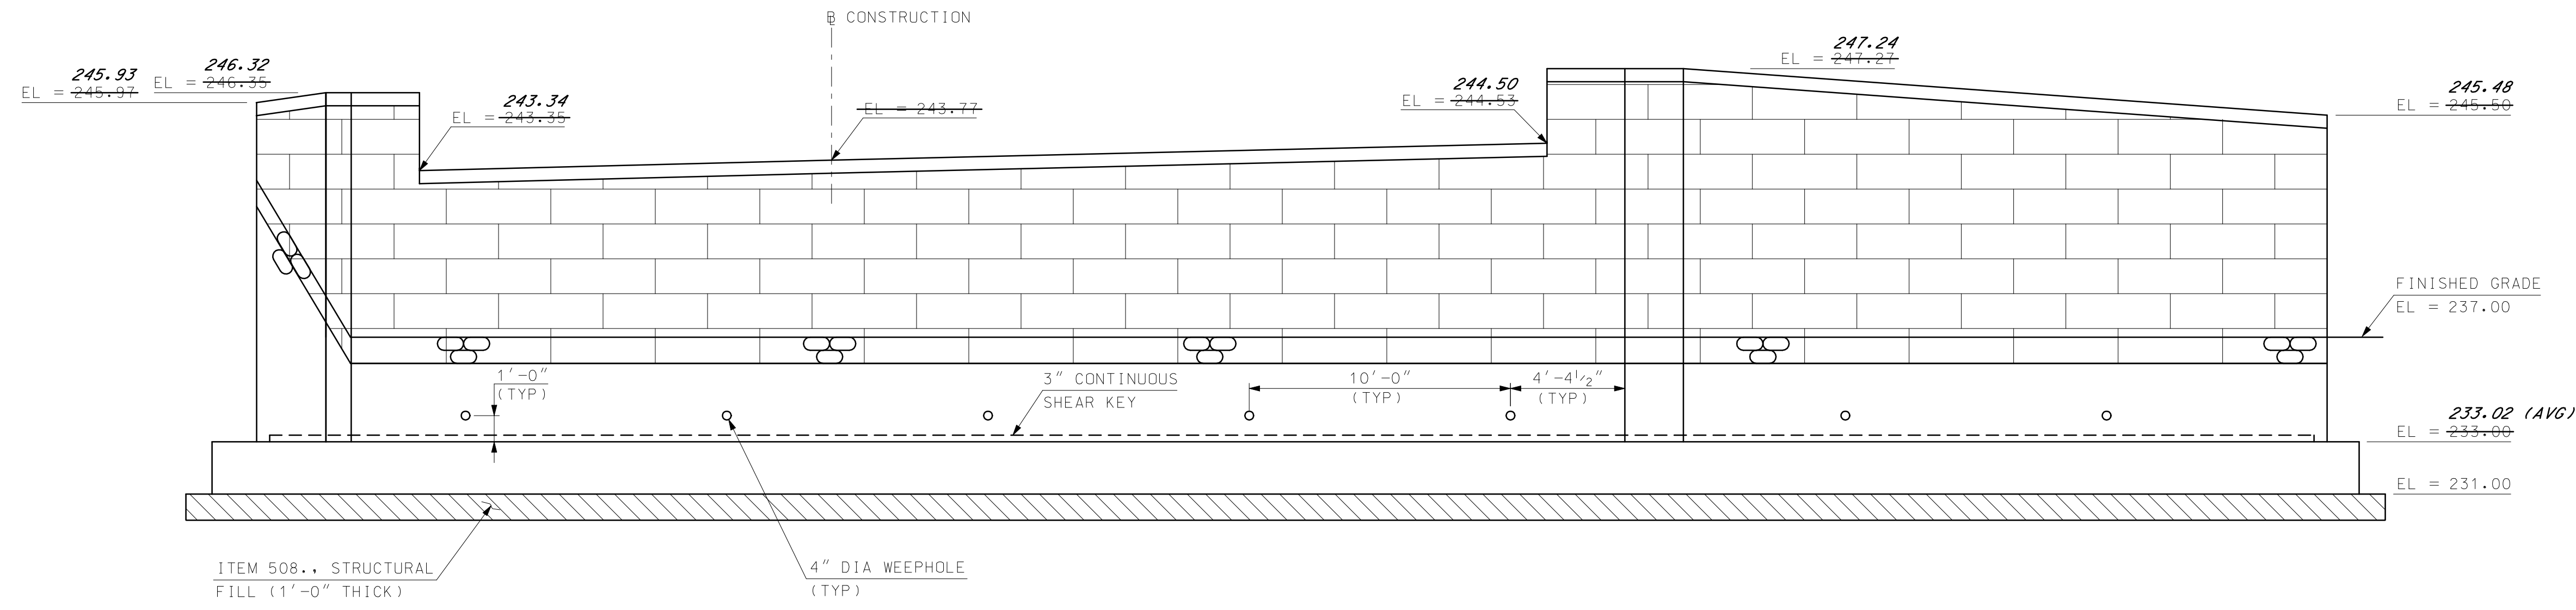 ℄ CONSTRUCTION
247.24
EL = 247.27
246.32
EL = 246.35
245.93
EL = 245.97
244.50
EL = 244.53
245.48
EL = 245.50
243.34
EL = 243.35
EL = 243.77
FINISHED GRADE
EL = 237.00
1'-0"
(TYP)
3" CONTINUOUS
SHEAR KEY
10'-0"
(TYP)
4'-4½"
(TYP)
233.02 (AVG)
EL = 233.00
EL = 231.00
ITEM 508., STRUCTURAL
FILL (1'-0" THICK)
4" DIA WEEPHOLE
(TYP)